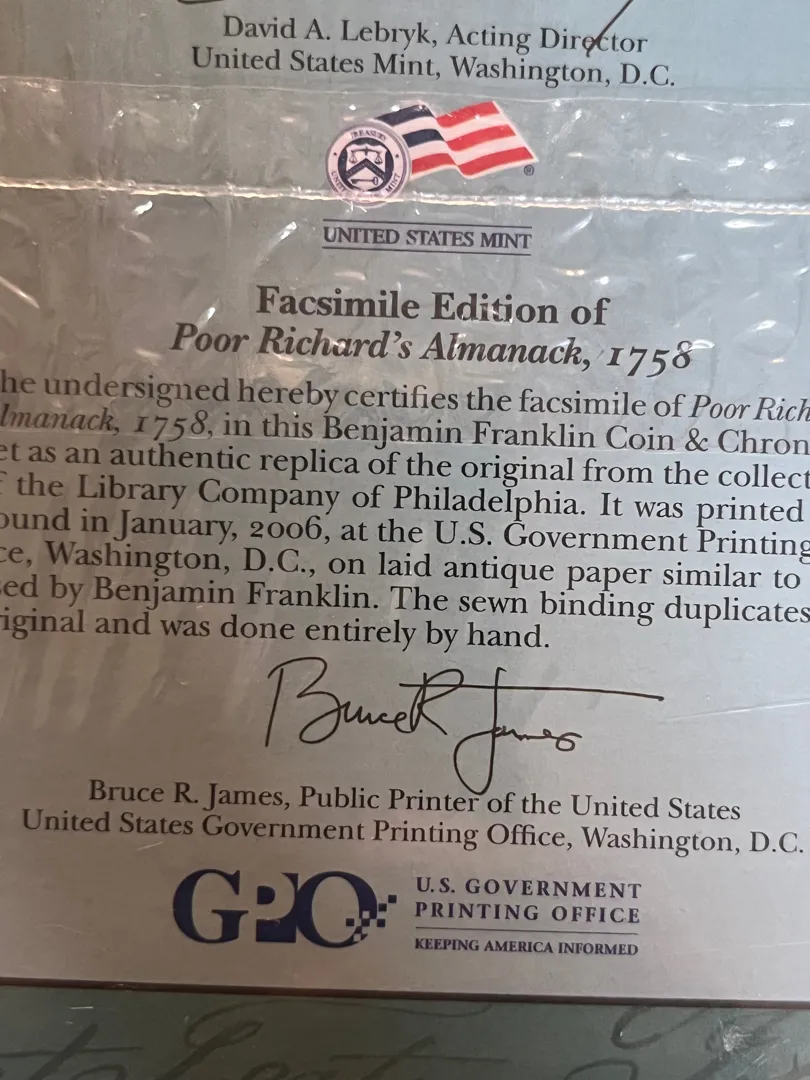 David A. Lebryk, Acting Director
United States Mint, Washington, D.C.
TREASURY
UNITED STATES MINT
Facsimile Edition of
Poor Richard's Almanack, 1758
he undersigned hereby certifies the facsimile of Poor Rich
lmanack, 1758, in this Benjamin Franklin Coin & Chron
et as an authentic replica of the original from the collect
f the Library Company of Philadelphia. It was printed
ound in January, 2006, at the U.S. Government Printing
ce, Washington, D.C., on laid antique paper similar to
sed by Benjamin Franklin. The sewn binding duplicates
iginal and was done entirely by hand.
Bruce R James
Bruce R. James, Public Printer of the United States
United States Government Printing Office, Washington, D.C.
GPO
U.S. GOVERNMENT
PRINTING OFFICE
KEEPING AMERICA INFORMED